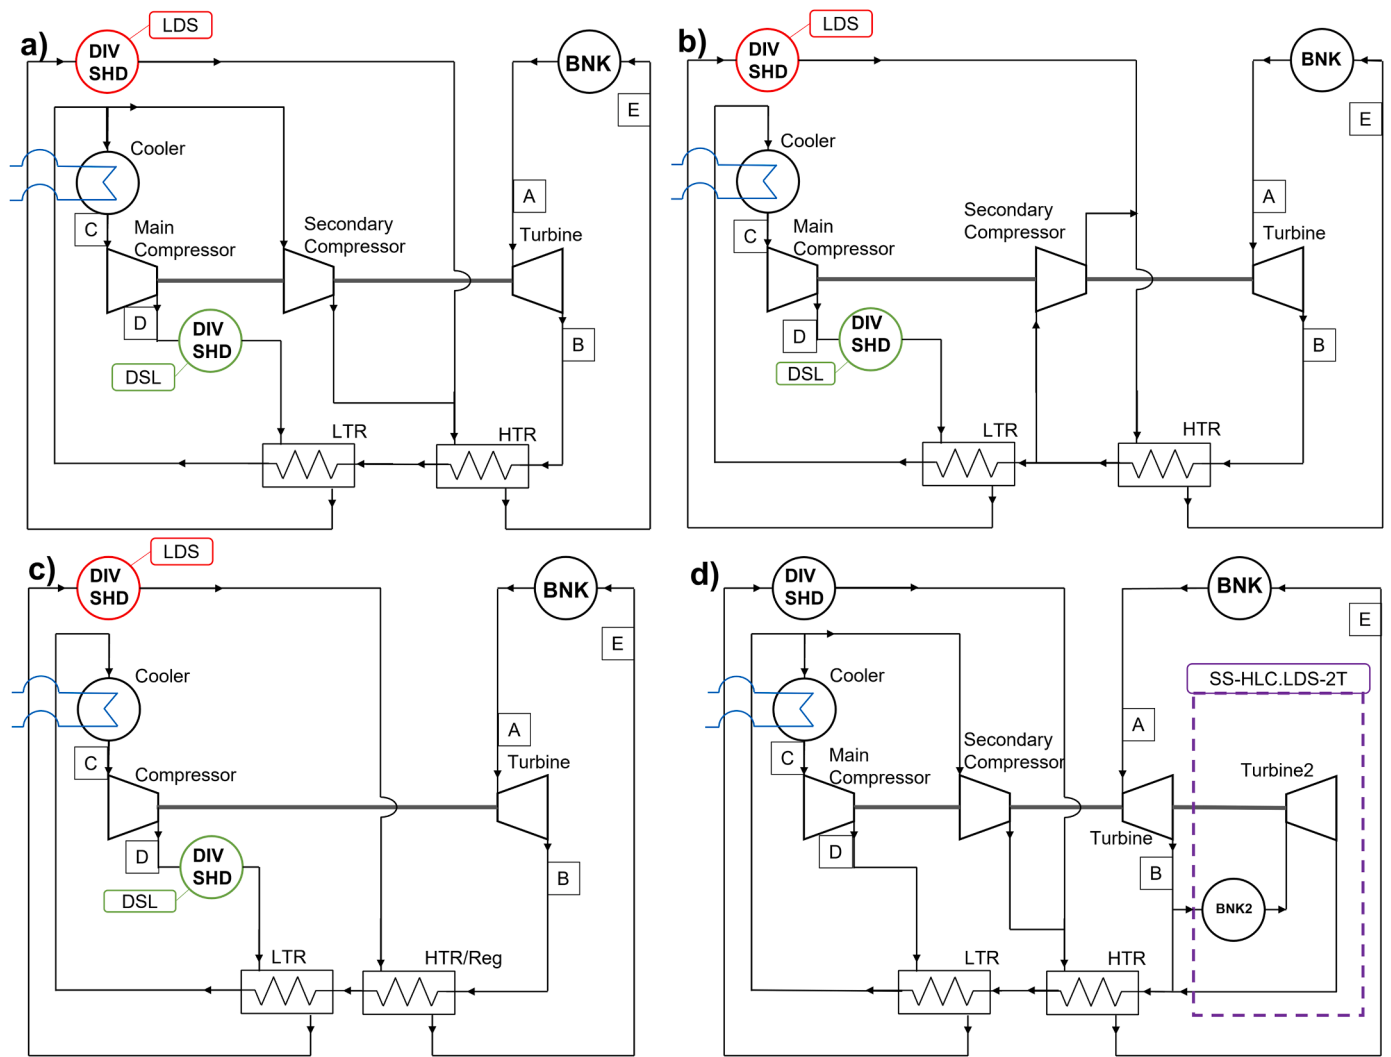 a)
DIV
SHD
LDS
BNK
E
Cooler
A
C
Main
Compressor
Secondary
Compressor
Turbine
D
DIV
SHD
B
DSL
LTR
HTR
b)
DIV
SHD
LDS
BNK
E
Cooler
A
C
Main
Compressor
Secondary
Compressor
Turbine
D
DIV
SHD
B
DSL
LTR
HTR
c)
DIV
SHD
LDS
BNK
E
Cooler
A
C
Compressor
Turbine
D
DIV
SHD
B
DSL
LTR
HTR/Reg
d)
DIV
SHD
BNK
E
Cooler
SS-HLC.LDS-2T
A
C
Main
Compressor
Secondary
Compressor
Turbine2
Turbine
D
B
BNK2
LTR
HTR